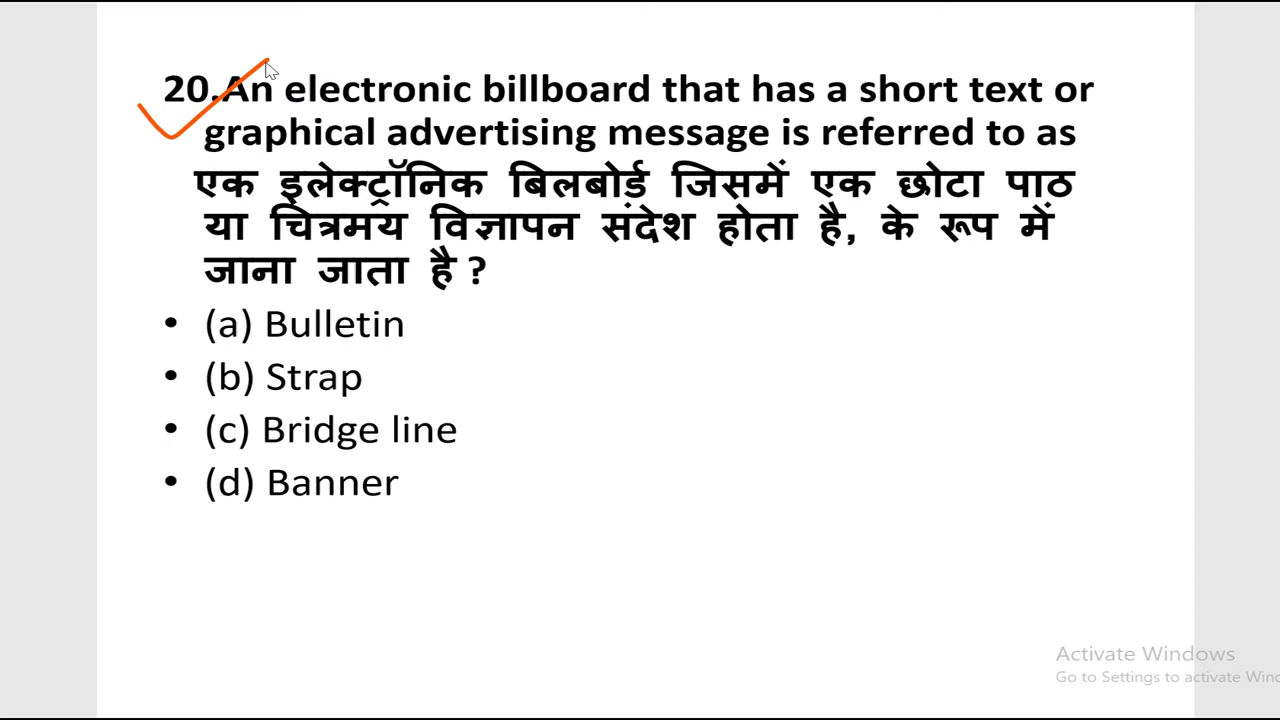 20.An electronic billboard that has a short text or
graphical advertising message is referred to as
एक इलेक्ट्रॉनिक बिलबोर्ड जिसमें एक छोटा पाठ
या चित्रमय विज्ञापन संदेश होता है, के रूप में
जाना जाता है ?
• (a) Bulletin
• (b) Strap
• (c) Bridge line
• (d) Banner
Activate Windows
Go to Settings to activate Wind